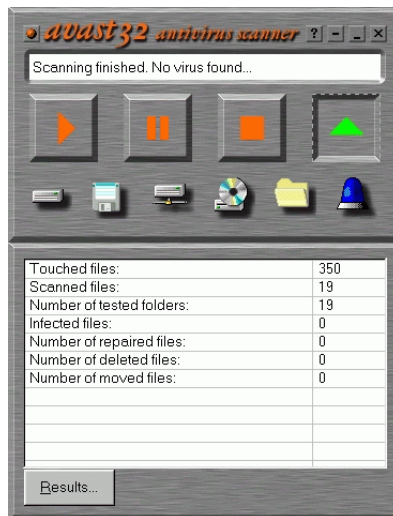 avast32 antivirus scanner ? - _ ×
Scanning finished. No virus found...
Touched files: 350
Scanned files: 19
Number of tested folders: 19
Infected files: 0
Number of repaired files: 0
Number of deleted files: 0
Number of moved files: 0
Results...